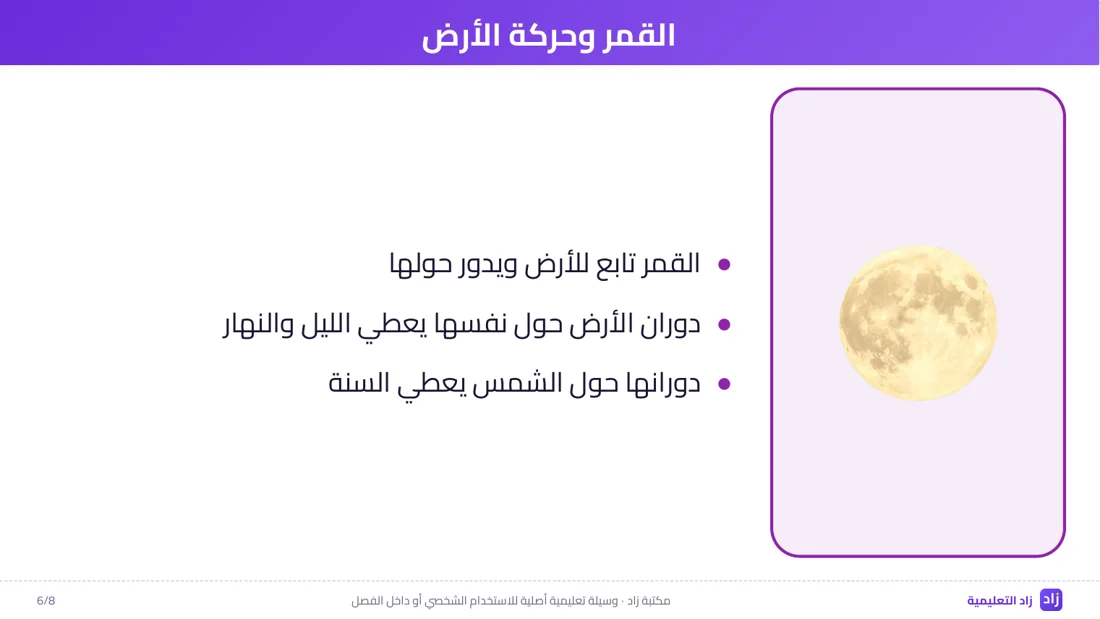 القمر وحركة الأرض
القمر تابع للأرض ويدور حولها
دوران الأرض حول نفسها يعطي الليل والنهار
دورانها حول الشمس يعطي السنة
زاد زاد التعليمية
مكتبة زاد · وسيلة تعليمية أصلية للاستخدام الشخصي أو داخل الفصل
6/8